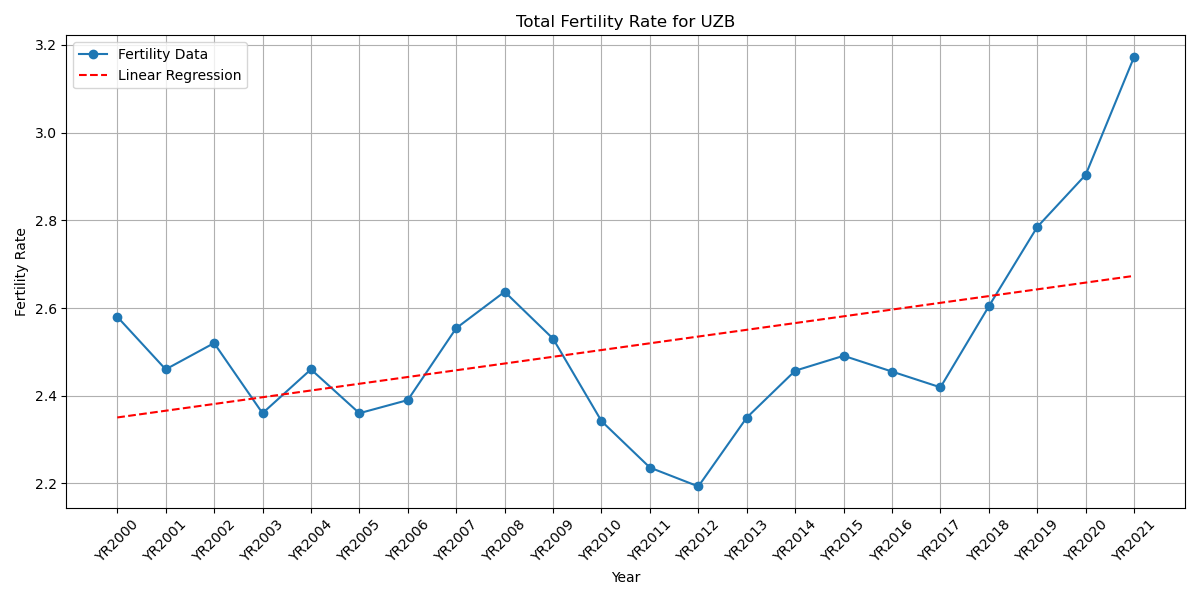 Total Fertility Rate for UZB
Fertility Data
Linear Regression
3.2
3.0
2.8
2.6
2.4
2.2
Fertility Rate
YR2000
YR2001
YR2002
YR2003
YR2004
YR2005
YR2006
YR2007
YR2008
YR2009
YR2010
YR2011
YR2012
YR2013
YR2014
YR2015
YR2016
YR2017
YR2018
YR2019
YR2020
YR2021
Year